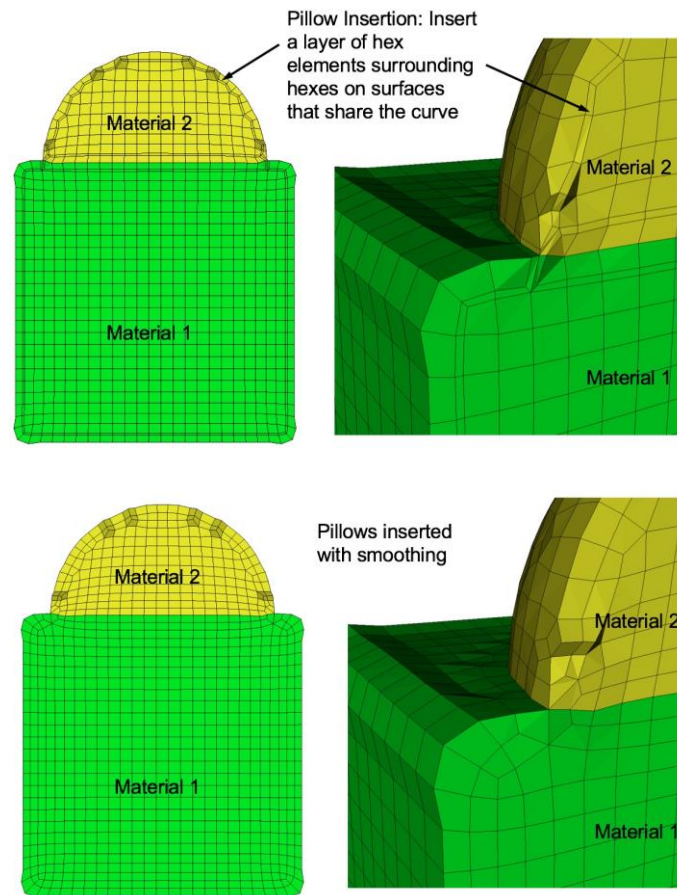 Pillow Insertion: Insert
a layer of hex
elements surrounding
hexes on surfaces
that share the curve
Material 2
Material 2
Material 1
Material 1
Pillows inserted
with smoothing
Material 2
Material 2
Material 1
Material 1